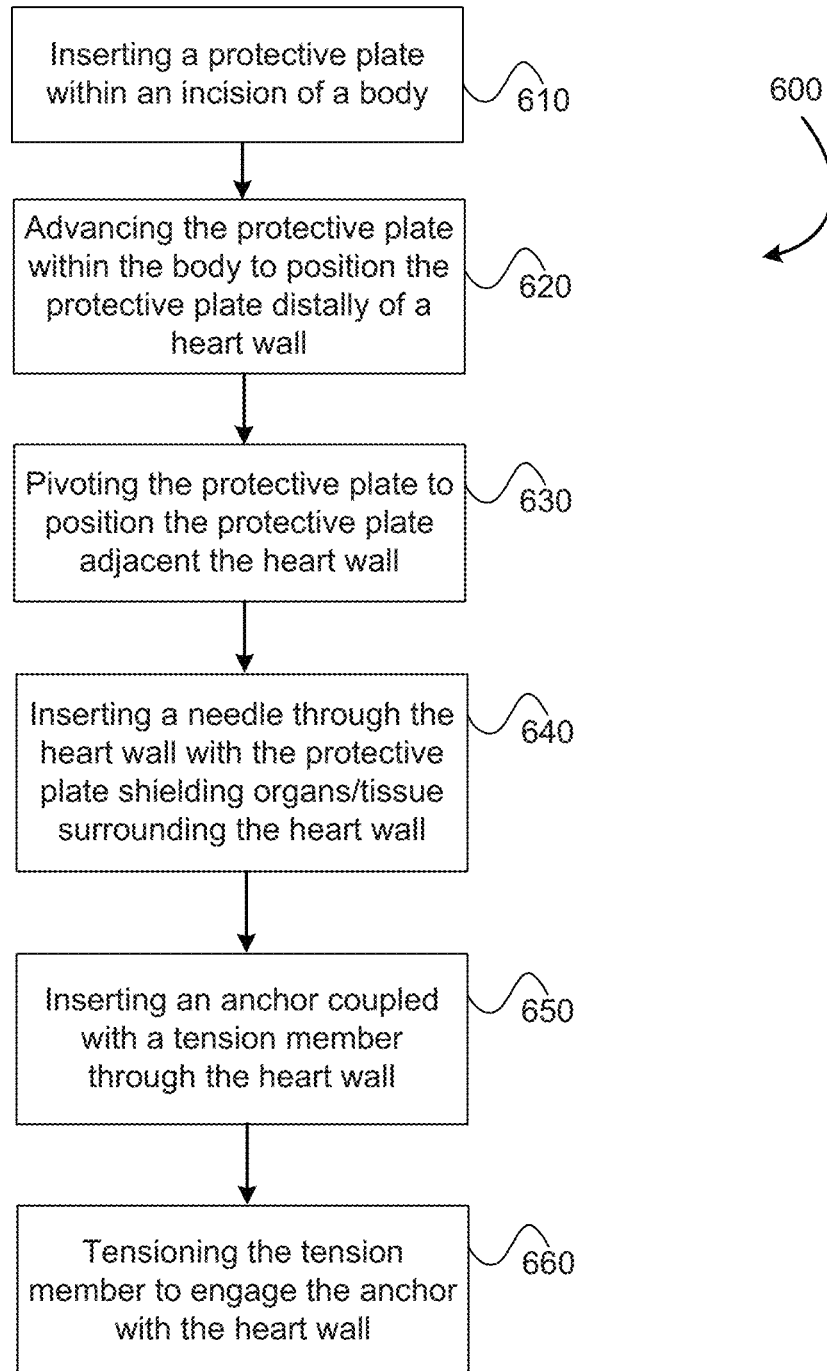 Inserting a protective plate
within an incision of a body
610
600
Advancing the protective plate
within the body to position the
protective plate distally of a
heart wall
620
Pivoting the protective plate to
position the protective plate
adjacent the heart wall
630
Inserting a needle through the
heart wall with the protective
plate shielding organs/tissue
surrounding the heart wall
640
Inserting an anchor coupled
with a tension member
through the heart wall
650
Tensioning the tension
member to engage the anchor
with the heart wall
660